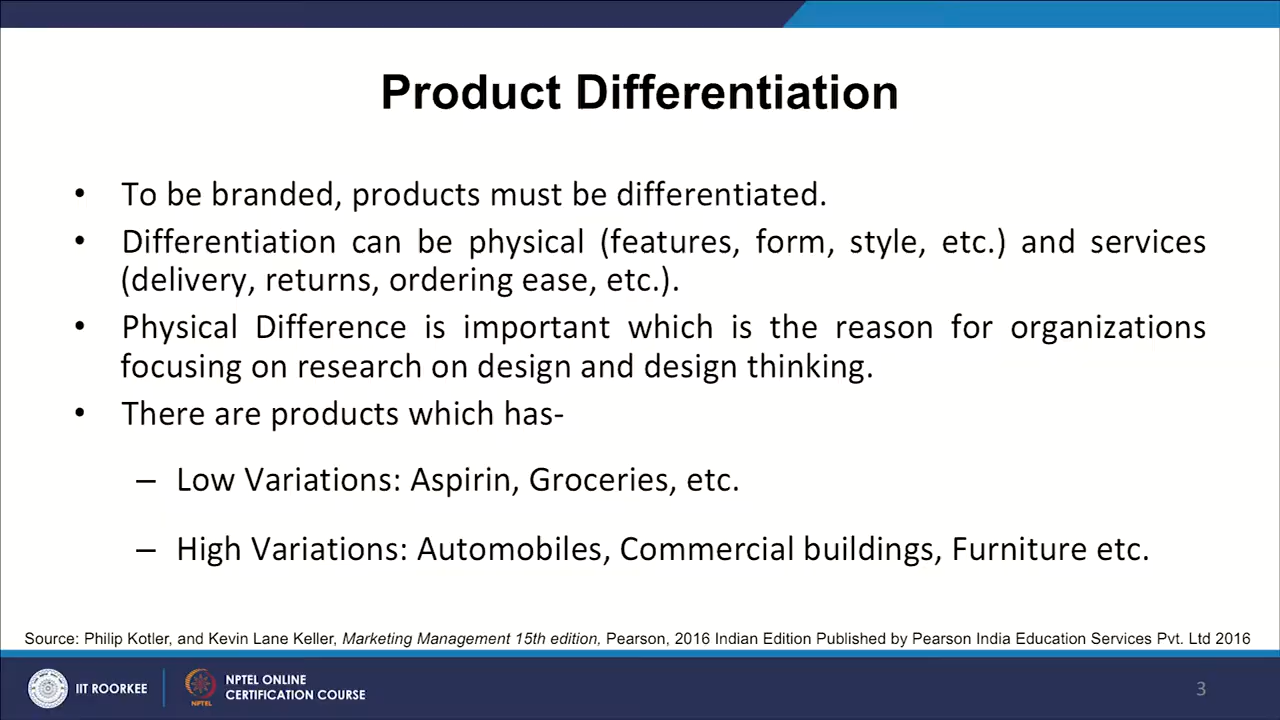 Product Differentiation
• To be branded, products must be differentiated.
• Differentiation can be physical (features, form, style, etc.) and services
(delivery, returns, ordering ease, etc.).
• Physical Difference is important which is the reason for organizations
focusing on research on design and design thinking.
• There are products which has-
– Low Variations: Aspirin, Groceries, etc.
– High Variations: Automobiles, Commercial buildings, Furniture etc.
Source: Philip Kotler, and Kevin Lane Keller, Marketing Management 15th edition, Pearson, 2016 Indian Edition Published by Pearson India Education Services Pvt. Ltd 2016
IIT ROORKEE
NPTEL
NPTEL ONLINE
CERTIFICATION COURSE
3